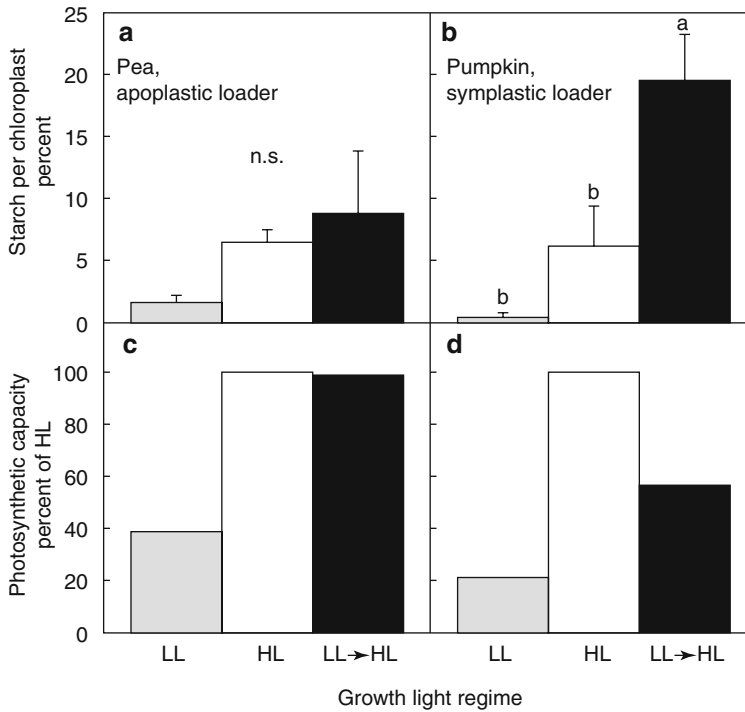 Starch per chloroplast
percent
25
20
15
10
5
0
a
Pea,
apoplastic loader
n.s.
b
Pumpkin,
symplastic loader
b
b
a
Photosynthetic capacity
percent of HL
100
80
60
40
20
0
c
d
LL
HL
LL→HL
LL
HL
LL→HL
Growth light regime